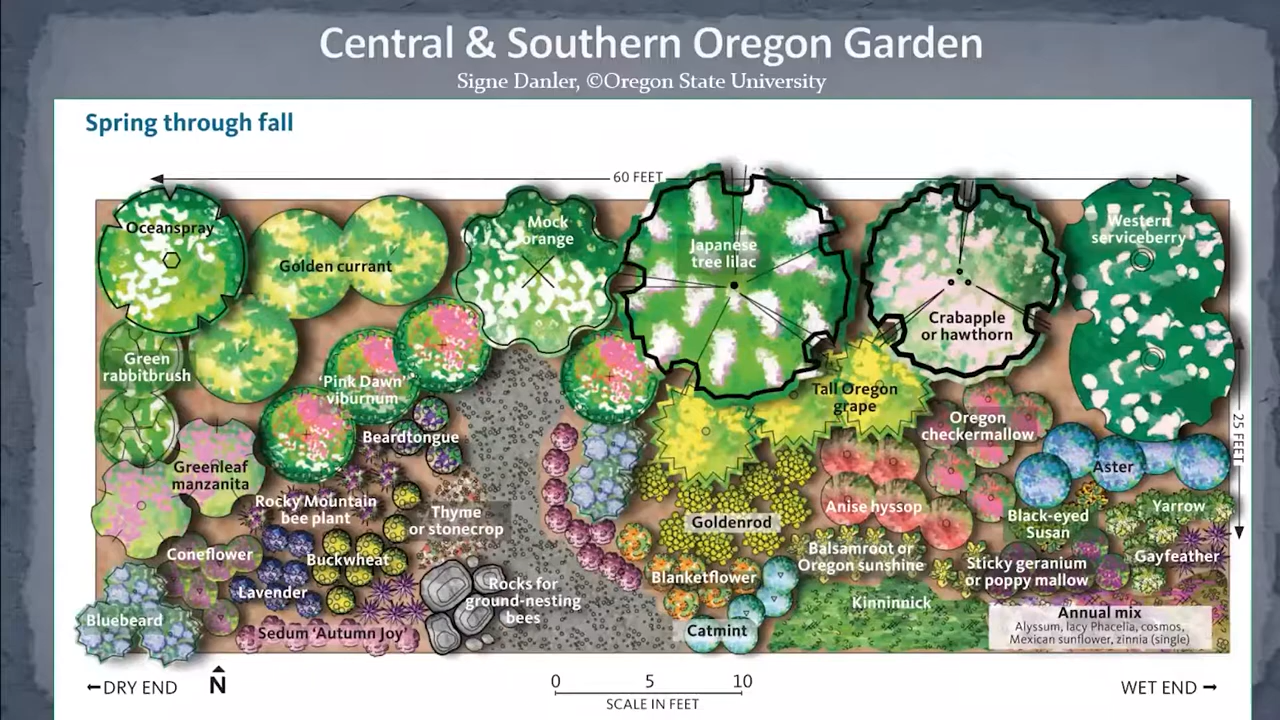 Central & Southern Oregon Garden
Signe Danler, ©Oregon State University
Spring through fall
60 FEET
Oceanspray
Golden currant
Mock
orange
Japanese
tree lilac
Western
serviceberry
Crabapple
or hawthorn
Green
rabbitbrush
'Pink Dawn'
viburnum
Tall Oregon
grape
Beardtongue
Oregon
checkermallow
25 FEET
Greenleaf
manzanita
Aster
Rocky Mountain
bee plant
Thyme
or stonecrop
Goldenrod
Anise hyssop
Black-eyed
Susan
Yarrow
Coneflower
Buckwheat
Balsamroot or
Oregon sunshine
Sticky geranium
or poppy mallow
Gayfeather
Lavender
Rocks for
ground-nesting
bees
Blanketflower
Kinninnick
Bluebeard
Sedum 'Autumn Joy'
Catmint
Annual mix
Alyssum, lacy Phacelia, cosmos,
Mexican sunflower, zinnia (single)
←DRY END
N
0 5 10
SCALE IN FEET
WET END →